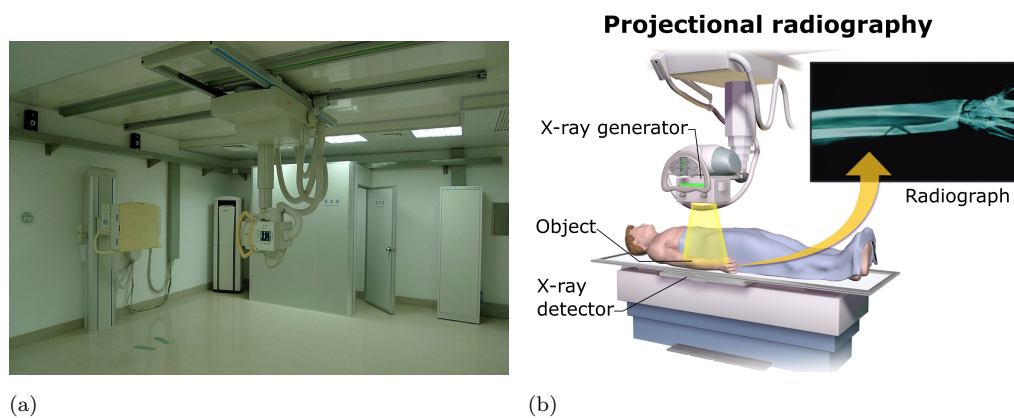 Projectional radiography
X-ray generator
Radiograph
Object
X-ray
detector
(a)
(b)